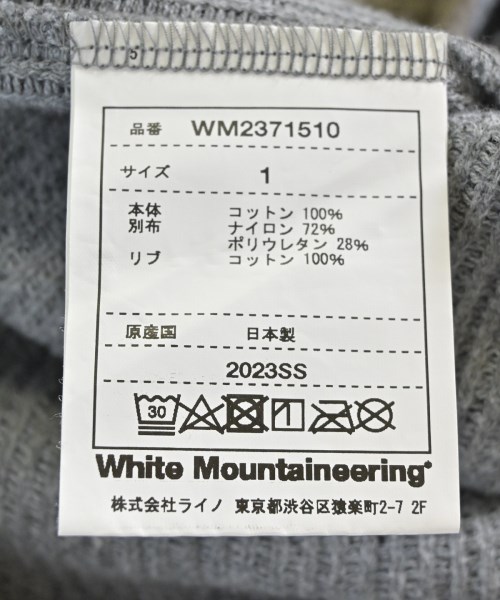 5
品番 WM2371510
サイズ 1
本体 コットン 100%
別布 ナイロン 72%
ポリウレタン 28%
リブ コットン 100%
原産国 日本製
2023SS
30
White Mountaineering®
株式会社ライノ 東京都渋谷区猿楽町2-7 2F